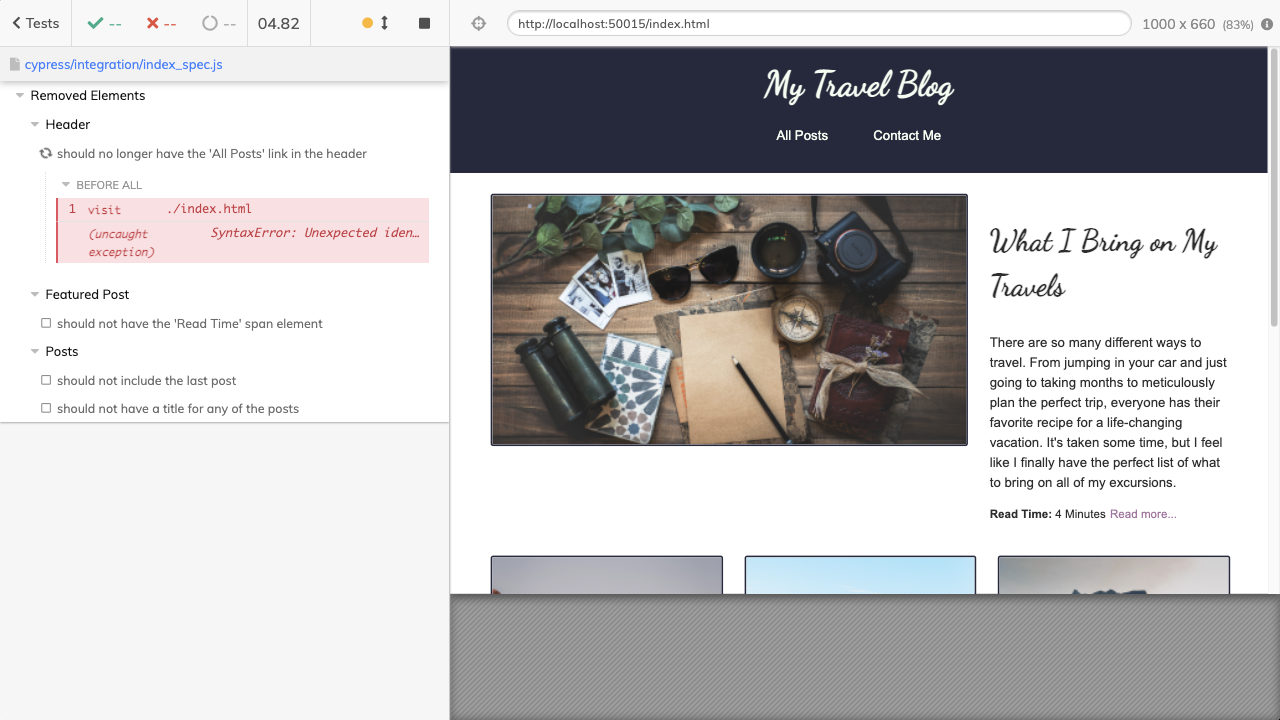 Tests
--
--
--
04.82
http://localhost:50015/index.html
1000 x 660 (83%)
cypress/integration/index_spec.js
Removed Elements
Header
should no longer have the 'All Posts' link in the header
BEFORE ALL
1 visit ./index.html
(uncaught exception) SyntaxError: Unexpected iden…
Featured Post
should not have the 'Read Time' span element
Posts
should not include the last post
should not have a title for any of the posts
My Travel Blog
All Posts Contact Me
What I Bring on My
Travels
There are so many different ways to
travel. From jumping in your car and just
going to taking months to meticulously
plan the perfect trip, everyone has their
favorite recipe for a life-changing
vacation. It's taken some time, but I feel
like I finally have the perfect list of what
to bring on all of my excursions.
Read Time: 4 Minutes Read more...